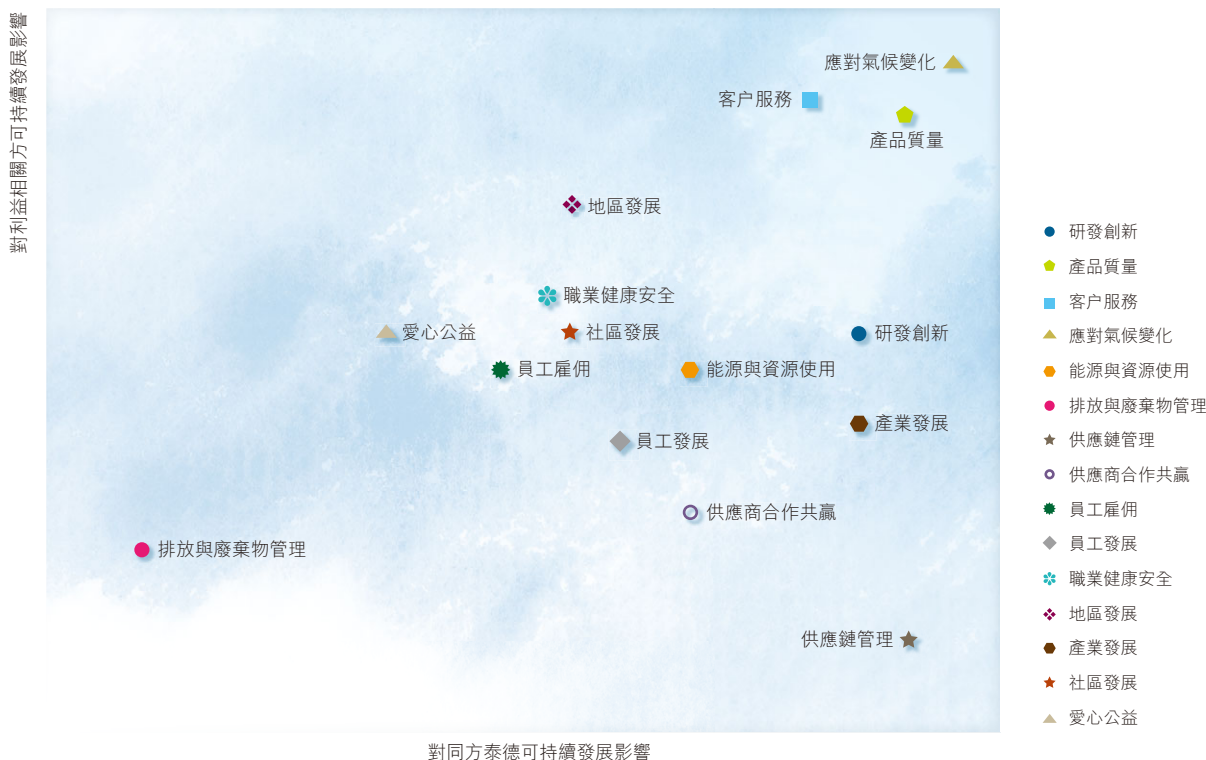 對利益相關方可持續發展影響
應對氣候變化
客户服務
產品質量
地區發展
職業健康安全
愛心公益
社區發展
研發創新
員工雇佣
能源與資源使用
產業發展
員工發展
供應商合作共贏
排放與廢棄物管理
供應鏈管理
對同方泰德可持續發展影響
研發創新
產品質量
客户服務
應對氣候變化
能源與資源使用
排放與廢棄物管理
供應鏈管理
供應商合作共贏
員工雇佣
員工發展
職業健康安全
地區發展
產業發展
社區發展
愛心公益